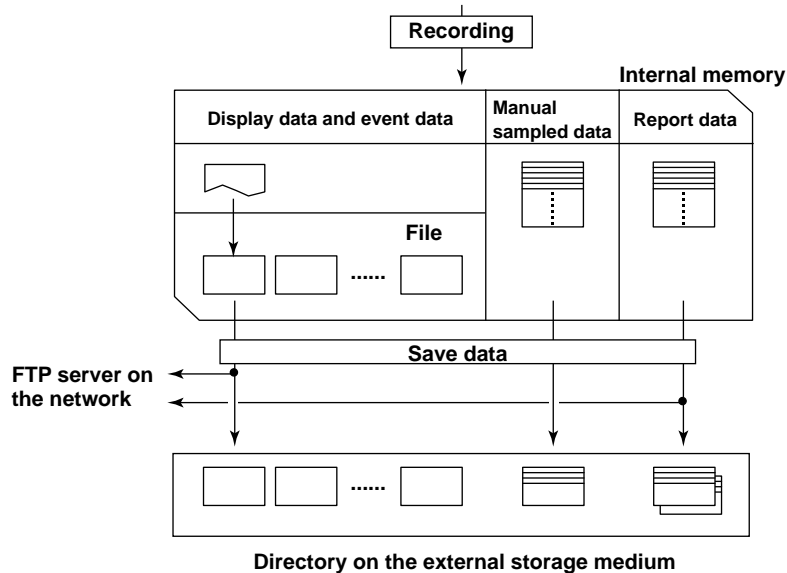 Recording
Internal memory
Display data and event data
Manual
sampled data
Report data
File
......
Save data
FTP server on
the network
......
Directory on the external storage medium